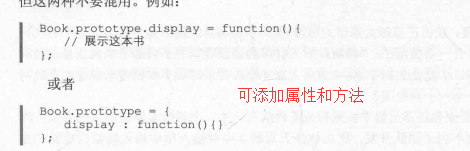 但这两种不要混用。例如：
Book.prototype.display = function(){
// 展示这本书
};
或者
Book.prototype = {
display : function(){}
};
可添加属性和方法